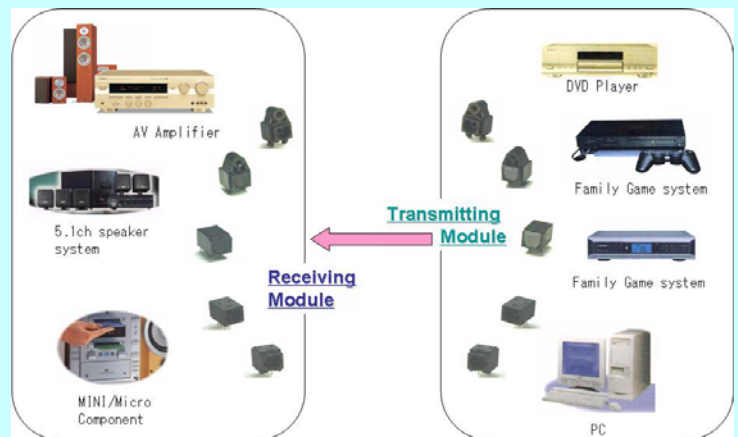 AV Amplifier
5.1ch speaker
system
MINI/Micro
Component
Receiving
Module
Transmitting
Module
DVD Player
Family Game system
Family Game system
PC